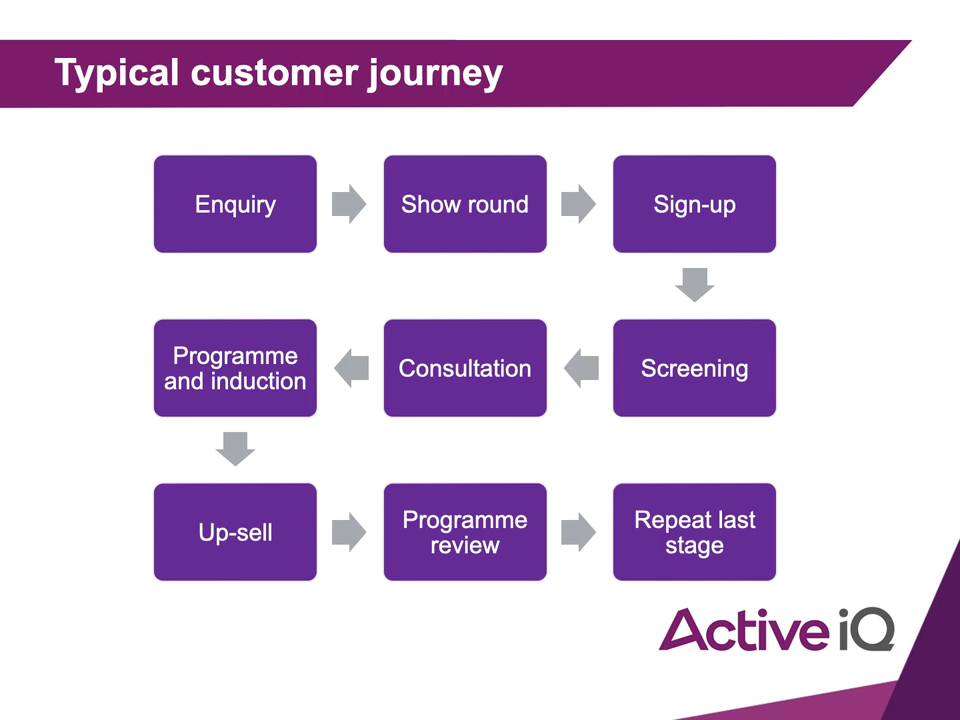 Typical customer journey
Enquiry
Show round
Sign-up
Screening
Consultation
Programme
and induction
Up-sell
Programme
review
Repeat last
stage
Active iQ